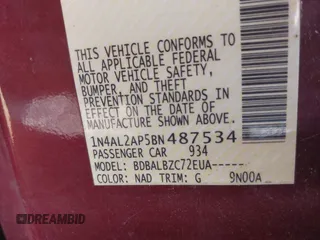 THIS VEHICLE CONFORMS TO
ALL APPLICABLE FEDERAL
MOTOR VEHICLE SAFETY,
BUMPER, AND THEFT
PREVENTION STANDARDS IN
EFFECT ON THE DATE OF
MANUFACTURE SHOWN ABOVE.
1N4AL2AP5BN487534
PASSENGER CAR 934
MODEL: BDBALBZC72EUA------
COLOR: NAD TRIM: G 9N00A
DREAMBID